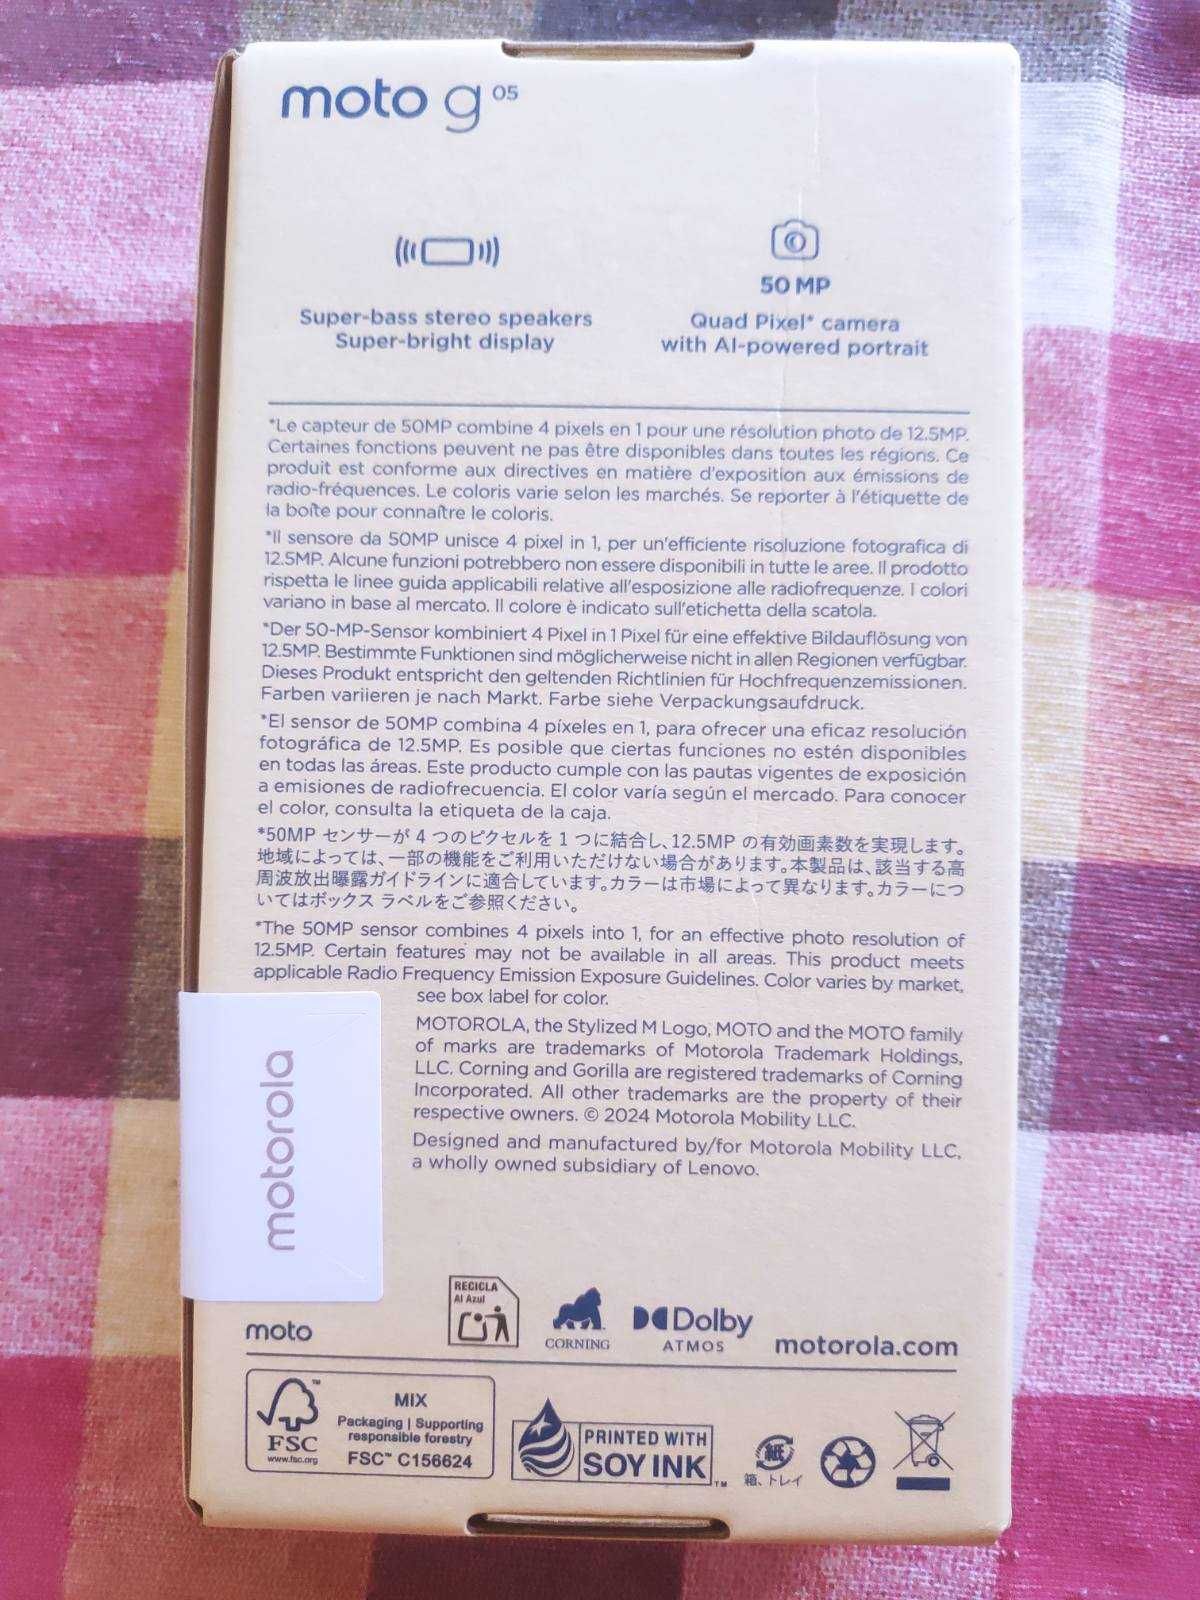 moto g 05
Super-bass stereo speakers
Super-bright display
50 MP
Quad Pixel* camera
with AI-powered portrait
*Le capteur de 50MP combine 4 pixels en 1 pour une résolution photo de 12.5MP.
Certaines fonctions peuvent ne pas être disponibles dans toutes les régions. Ce
produit est conforme aux directives en matière d'exposition aux émissions de
radio-fréquences. Le coloris varie selon les marchés. Se reporter à l'étiquette de
la boîte pour connaître le coloris.
*Il sensore da 50MP unisce 4 pixel in 1, per un'efficiente risoluzione fotografica di
12.5MP. Alcune funzioni potrebbero non essere disponibili in tutte le aree. Il prodotto
rispetta le linee guida applicabili relative all'esposizione alle radiofrequenze. I colori
variano in base al mercato. Il colore è indicato sull'etichetta della scatola.
*Der 50-MP-Sensor kombiniert 4 Pixel in 1 Pixel für eine effektive Bildauflösung von
12.5MP. Bestimmte Funktionen sind möglicherweise nicht in allen Regionen verfügbar.
Dieses Produkt entspricht den geltenden Richtlinien für Hochfrequenzemissionen.
Farben variieren je nach Markt. Farbe siehe Verpackungsaufdruck.
*El sensor de 50MP combina 4 píxeles en 1, para ofrecer una eficaz resolución
fotográfica de 12.5MP. Es posible que ciertas funciones no estén disponibles
en todas las áreas. Este producto cumple con las pautas vigentes de exposición
a emisiones de radiofrecuencia. El color varía según el mercado. Para conocer
el color, consulta la etiqueta de la caja.
*50MP センサーが 4 つのピクセルを 1 つに結合し、12.5MP の有効画素数を実現します。
地域によっては、一部の機能をご利用いただけない場合があります。本製品は、該当する高
周波放出曝露ガイドラインに適合しています。カラーは市場によって異なります。カラーにつ
いてはボックス ラベルをご参照ください。
*The 50MP sensor combines 4 pixels into 1, for an effective photo resolution of
12.5MP. Certain features may not be available in all areas. This product meets
applicable Radio Frequency Emission Exposure Guidelines. Color varies by market,
see box label for color.
MOTOROLA, the Stylized M Logo, MOTO and the MOTO family
of marks are trademarks of Motorola Trademark Holdings,
LLC. Corning and Gorilla are registered trademarks of Corning
Incorporated. All other trademarks are the property of their
respective owners. © 2024 Motorola Mobility LLC.
Designed and manufactured by/for Motorola Mobility LLC,
a wholly owned subsidiary of Lenovo.
motorola
moto
RECICLA
Al Azul
CORNING
Dolby
ATMOS
motorola.com
FSC
www.fsc.org
MIX
Packaging | Supporting
responsible forestry
FSC™ C156624
PRINTED WITH
SOY INK™
紙
箱、トレイ